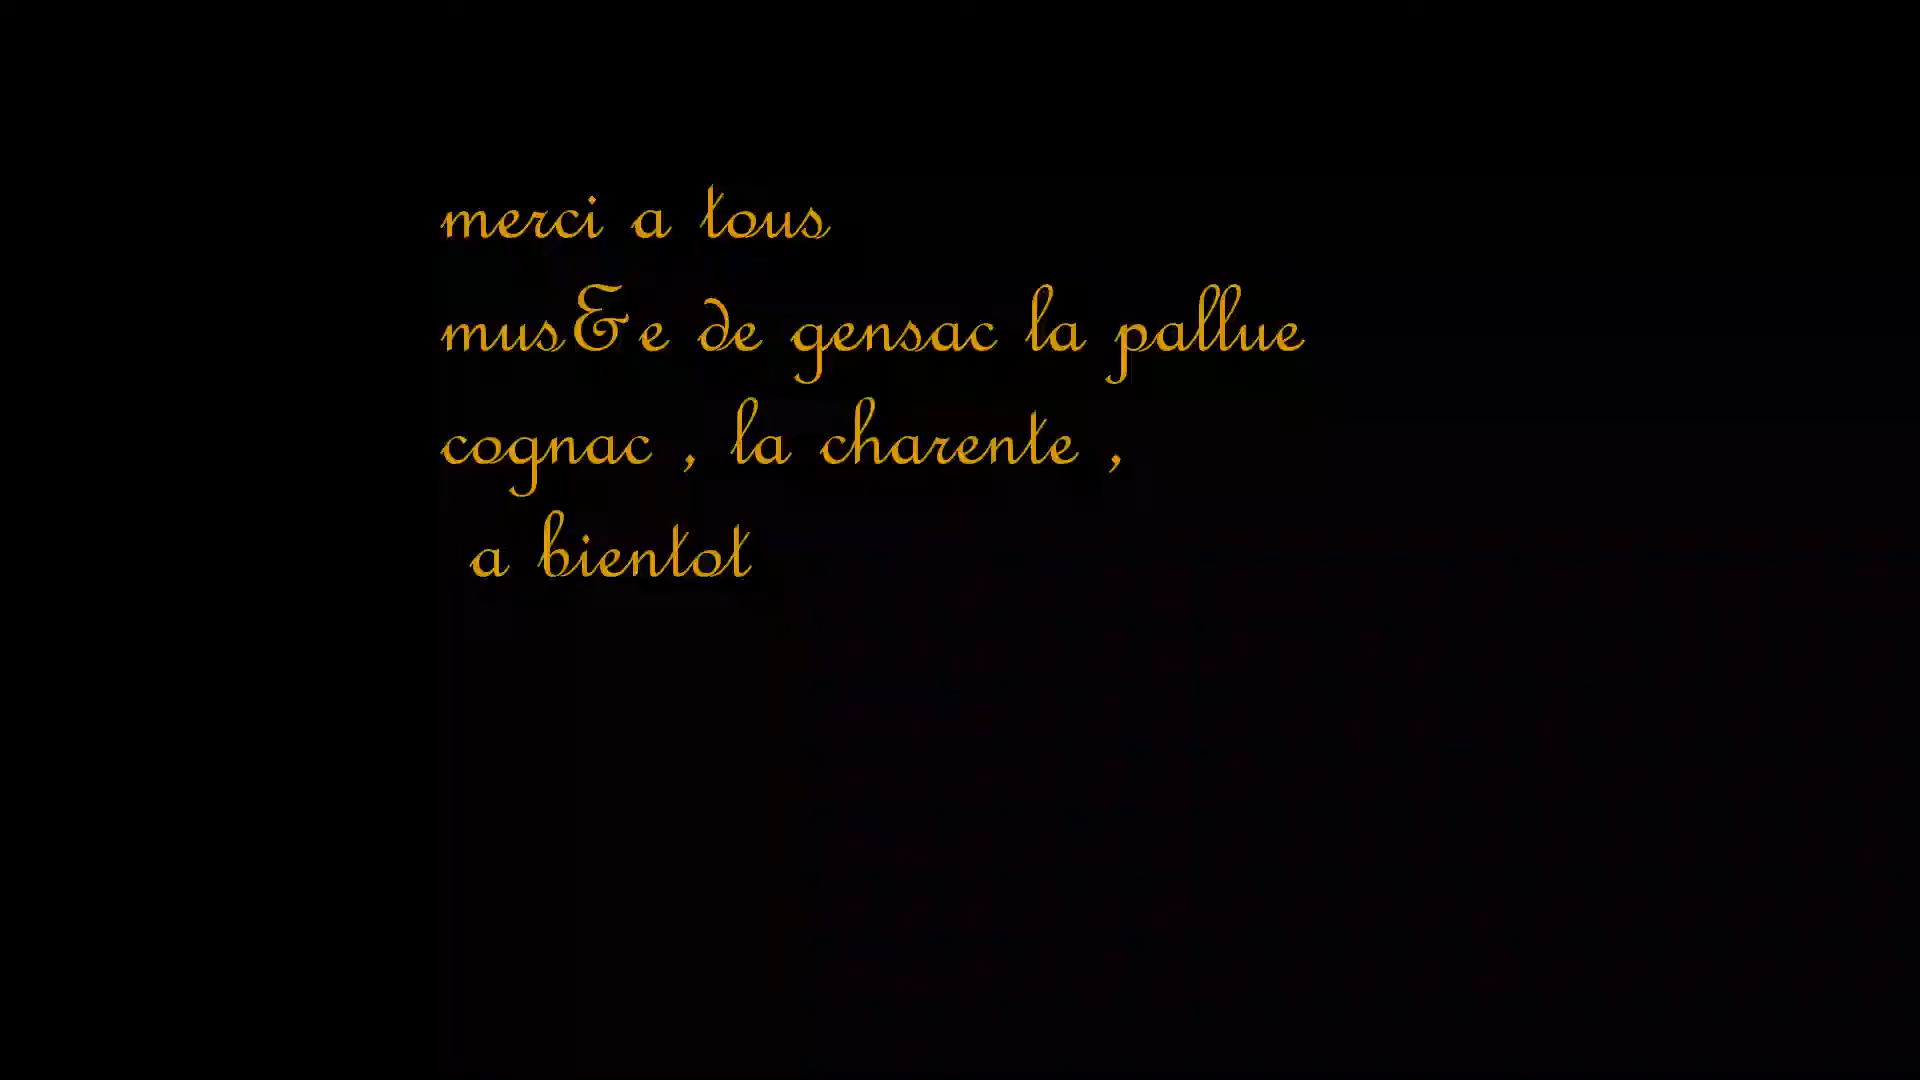 merci a tous
mus&e de gensac la pallue
cognac , la charente ,
a bientot